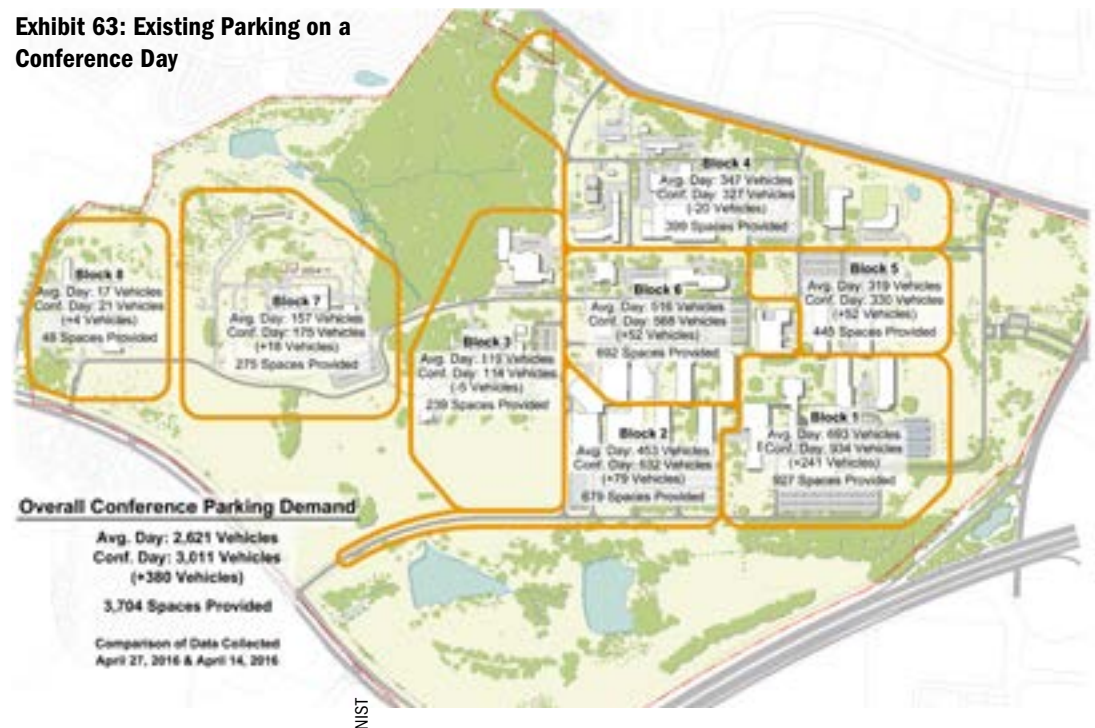 Exhibit 63: Existing Parking on a
Conference Day
Block 4
Avg. Day: 347 Vehicles
Conf. Day: 327 Vehicles
(-20 Vehicles)
399 Spaces Provided
Block 8
Avg. Day: 17 Vehicles
Conf. Day: 21 Vehicles
(+4 Vehicles)
48 Spaces Provided
Block 7
Avg. Day: 157 Vehicles
Conf. Day: 175 Vehicles
(+18 Vehicles)
275 Spaces Provided
Block 3
Avg. Day: Vehicles
Conf. Day: 114 Vehicles
(-5 Vehicles)
239 Spaces Provided
Block 6
Avg. Day: 516 Vehicles
Conf. Day: 568 Vehicles
(+52 Vehicles)
692 Spaces Provided
Block 5
Avg. Day: 319 Vehicles
Conf. Day: 330 Vehicles
(+52 Vehicles)
445 Spaces Provided
Block 2
Avg. Day: 453 Vehicles
Conf. Day: 532 Vehicles
(+79 Vehicles)
679 Spaces Provided
Block 1
Avg. Day: 693 Vehicles
Conf. Day: 934 Vehicles
(+241 Vehicles)
927 Spaces Provided
Overall Conference Parking Demand
Avg. Day: 2,621 Vehicles
Conf. Day: 3,011 Vehicles
(+380 Vehicles)
3,704 Spaces Provided
Comparison of Data Collected
April 27, 2016 & April 14, 2016
NIST